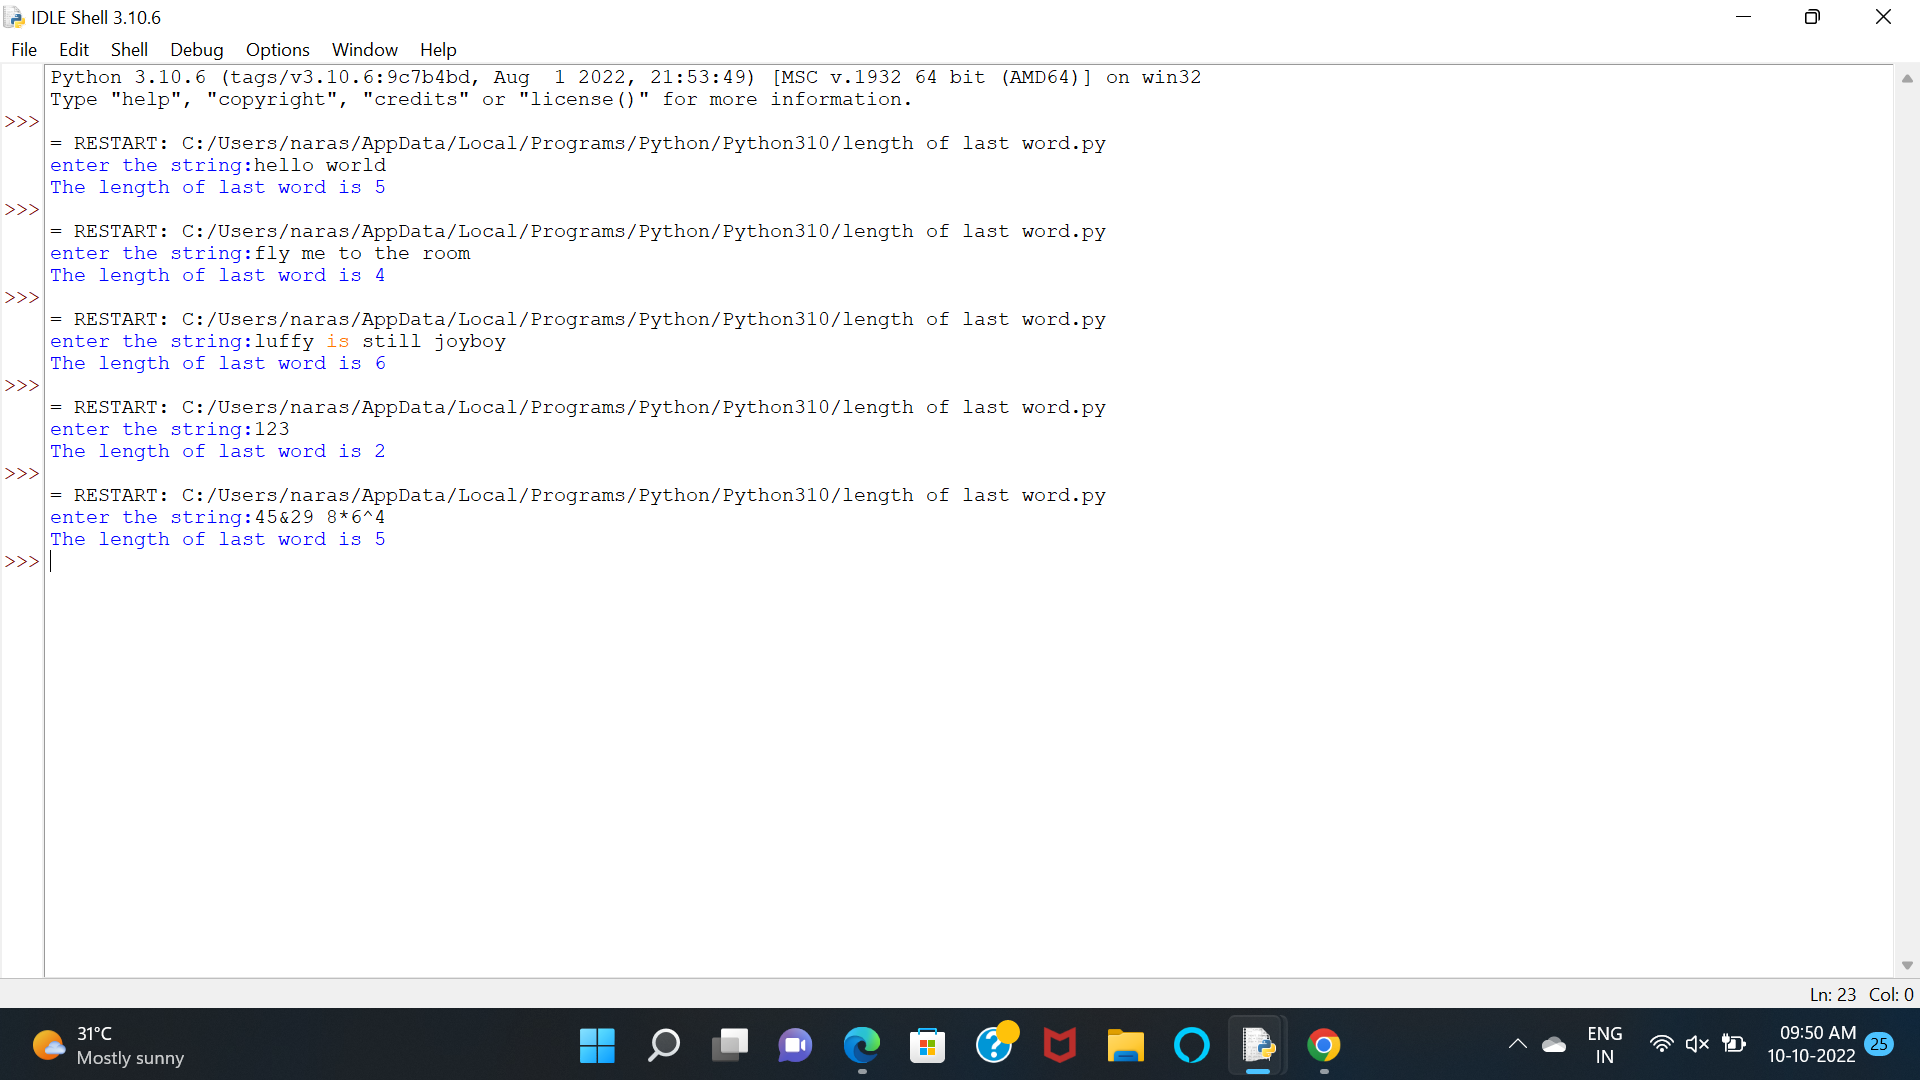 IDLE Shell 3.10.6
File Edit Shell Debug Options Window Help
Python 3.10.6 (tags/v3.10.6:9c7b4bd, Aug  1 2022, 21:53:49) [MSC v.1932 64 bit (AMD64)] on win32
Type "help", "copyright", "credits" or "license()" for more information.
>>>
= RESTART: C:/Users/naras/AppData/Local/Programs/Python/Python310/length of last word.py
enter the string:hello world
The length of last word is 5
>>>
= RESTART: C:/Users/naras/AppData/Local/Programs/Python/Python310/length of last word.py
enter the string:fly me to the room
The length of last word is 4
>>>
= RESTART: C:/Users/naras/AppData/Local/Programs/Python/Python310/length of last word.py
enter the string:luffy is still joyboy
The length of last word is 6
>>>
= RESTART: C:/Users/naras/AppData/Local/Programs/Python/Python310/length of last word.py
enter the string:123
The length of last word is 2
>>>
= RESTART: C:/Users/naras/AppData/Local/Programs/Python/Python310/length of last word.py
enter the string:45&29 8*6^4
The length of last word is 5
>>>
Ln: 23 Col: 0
31°C
Mostly sunny
ENG
IN
09:50 AM
10-10-2022
25